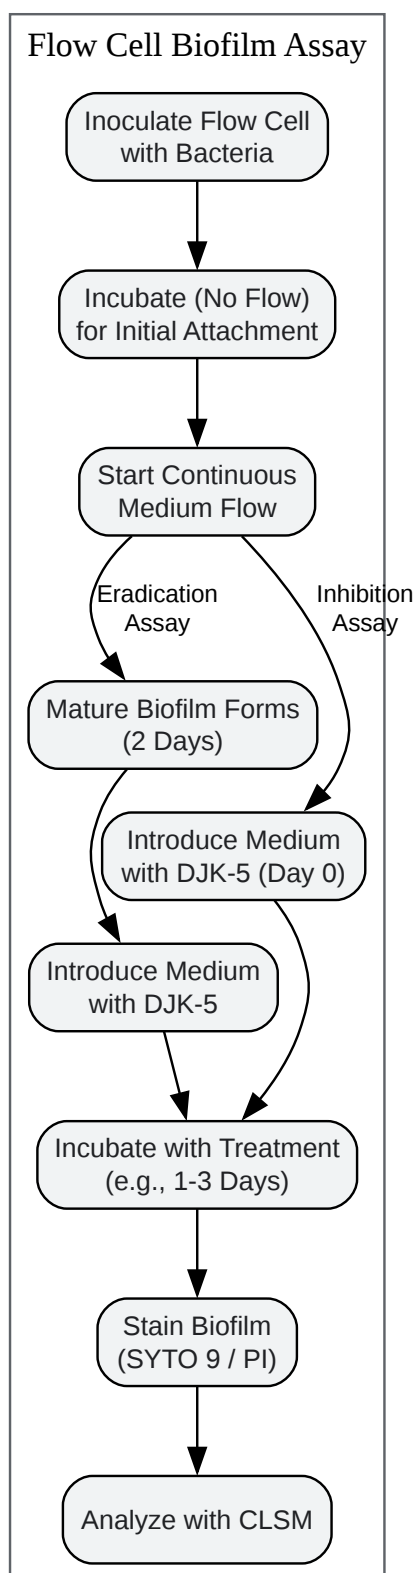 Flow Cell Biofilm Assay
Inoculate Flow Cell
with Bacteria
Incubate (No Flow)
for Initial Attachment
Start Continuous
Medium Flow
Eradication
Assay
Inhibition
Assay
Mature Biofilm Forms
(2 Days)
Introduce Medium
with DJK-5 (Day 0)
Introduce Medium
with DJK-5
Incubate with Treatment
(e.g., 1-3 Days)
Stain Biofilm
(SYTO 9 / PI)
Analyze with CLSM